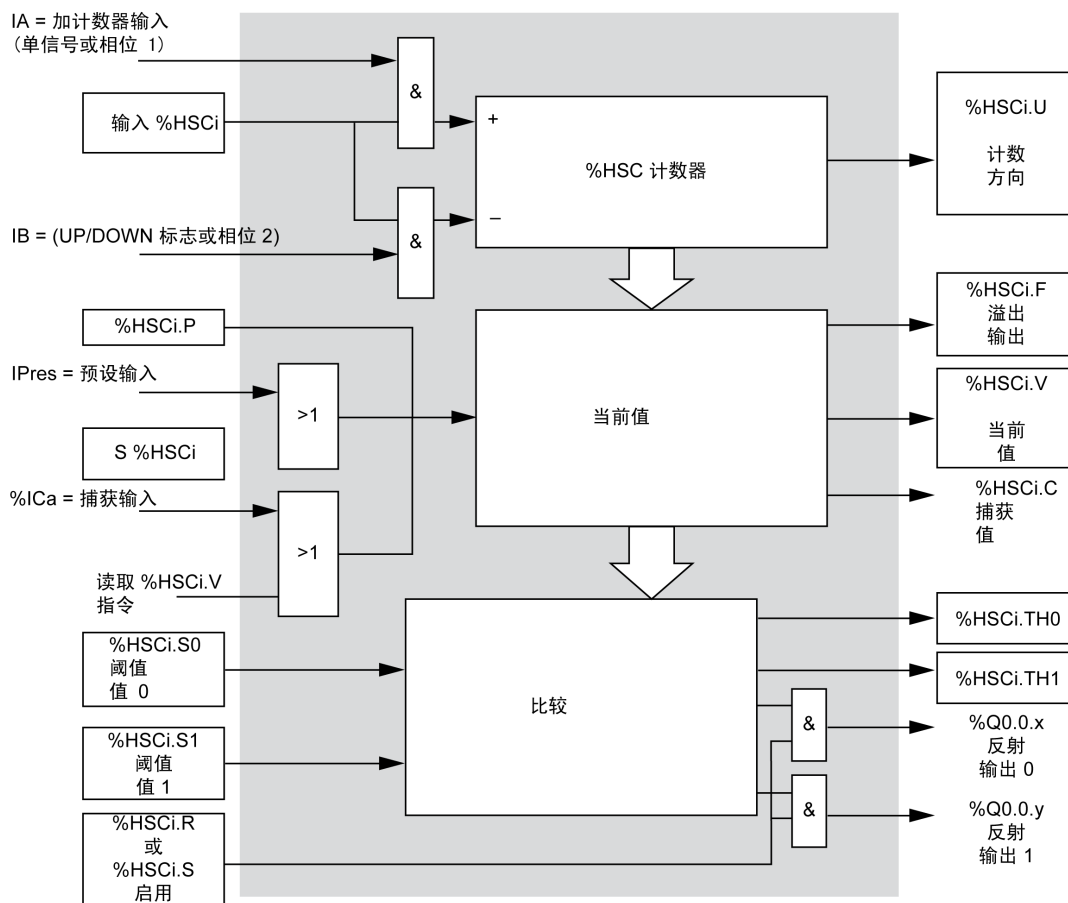 IA = 加计数器输入
(单信号或相位 1)
&
输入 %HSCi
+
%HSC 计数器
−
%HSCi.U
计数
方向
IB = (UP/DOWN 标志或相位 2)
&
%HSCi.P
%HSCi.F
溢出
输出
IPres = 预设输入
>1
当前值
%HSCi.V
当前
值
S %HSCi
%ICa = 捕获输入
%HSCi.C
捕获
值
>1
读取 %HSCi.V
指令
%HSCi.S0
阈值
值 0
比较
%HSCi.TH0
%HSCi.TH1
&
%Q0.0.x
反射
输出 0
%HSCi.S1
阈值
值 1
&
%Q0.0.y
反射
输出 1
%HSCi.R
或
%HSCi.S
启用